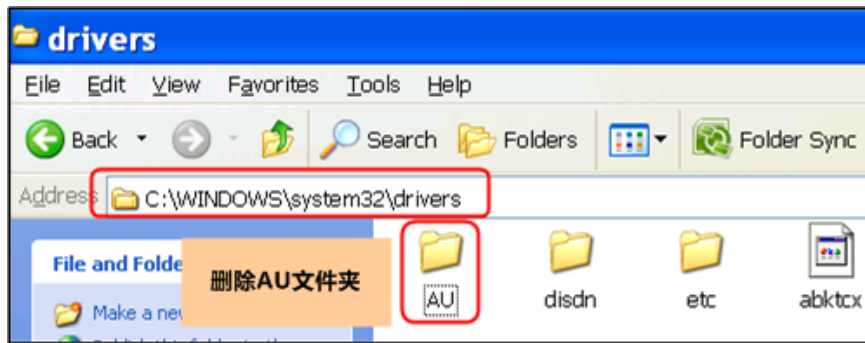 drivers
File Edit View Favorites Tools Help
Back Search Folders Folder Sync
Address C:\WINDOWS\system32\drivers
File and Folde
删除AU文件夹
Make a new
AU disdn etc abktcx